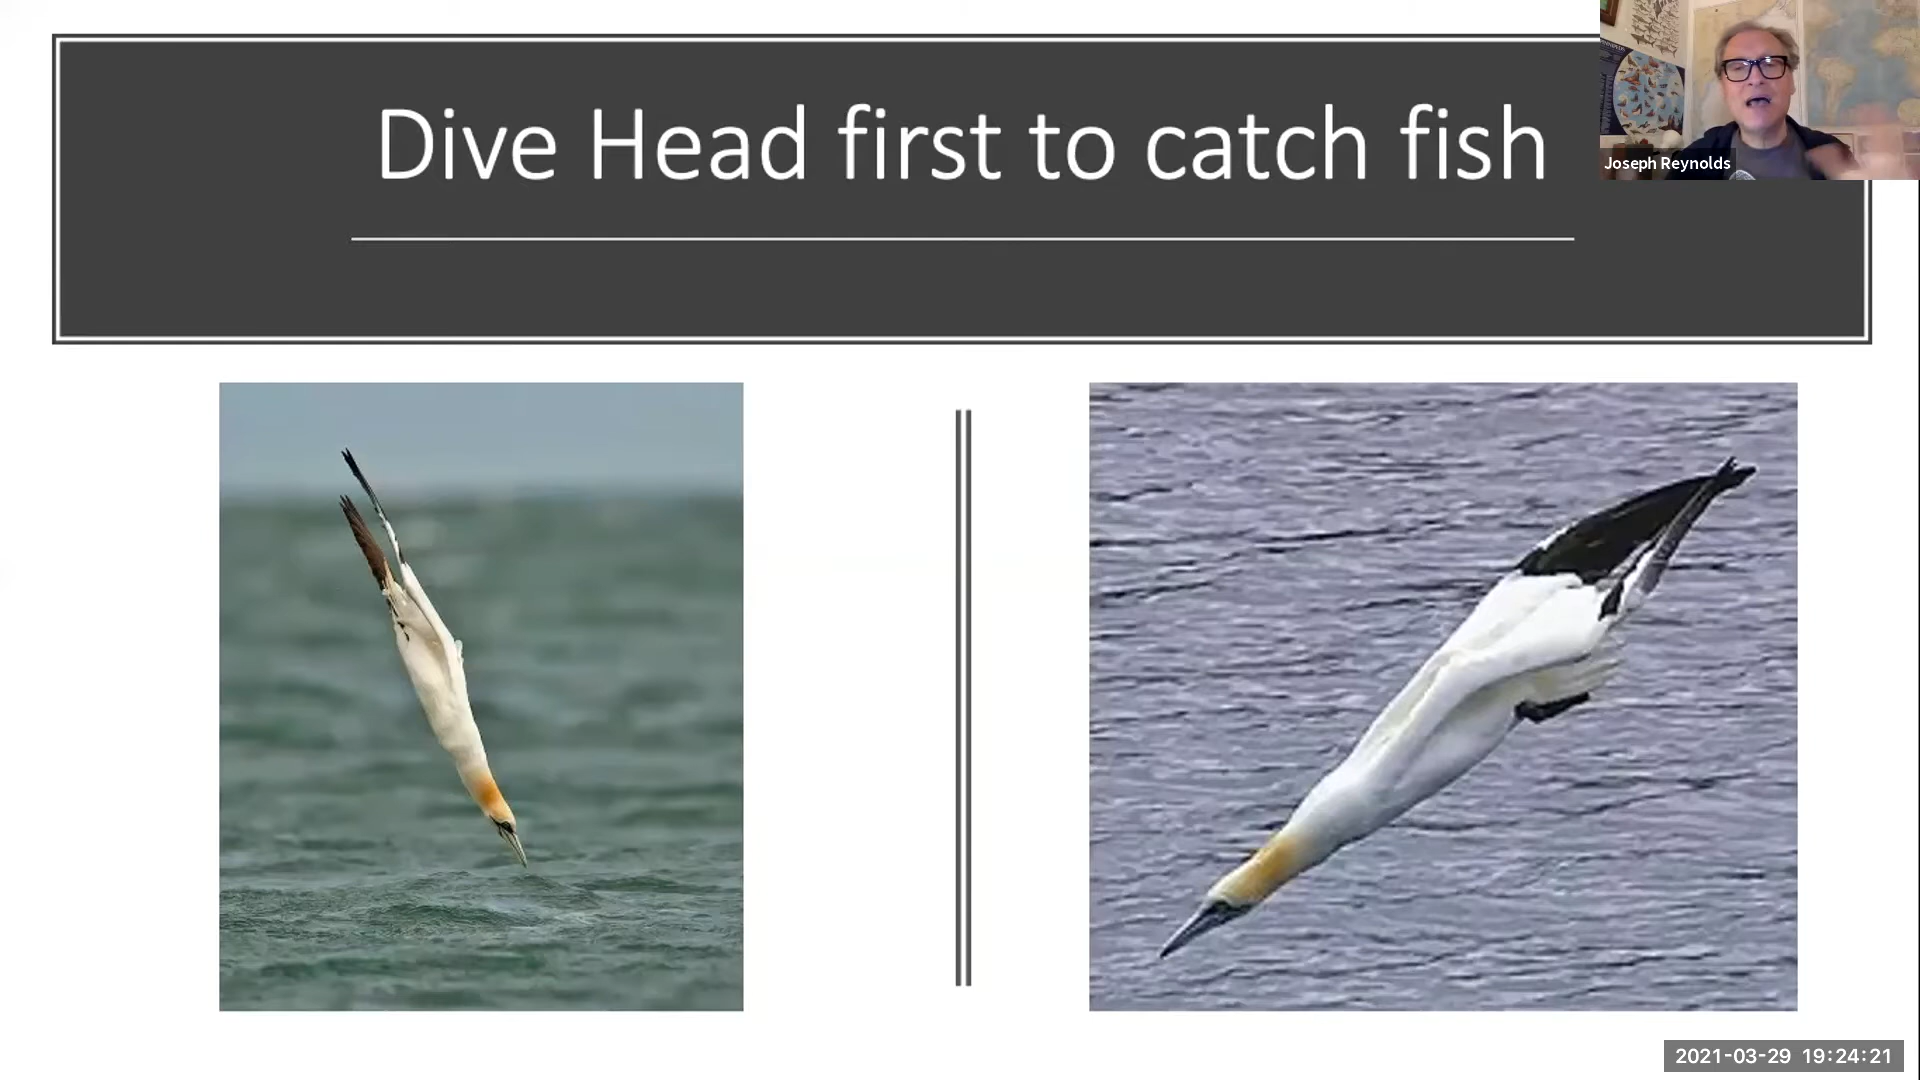 Dive Head first to catch fish
Joseph Reynolds
2021-03-29 19:24:21